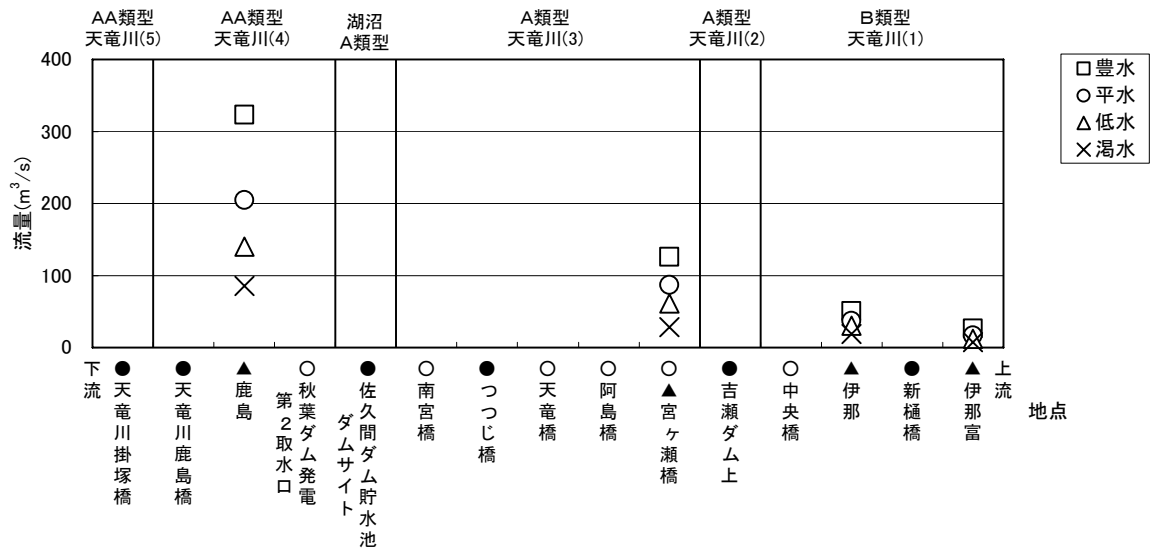 AA類型
天竜川(5)
AA類型
天竜川(4)
湖沼
A類型
A類型
天竜川(3)
A類型
天竜川(2)
B類型
天竜川(1)
400
300
200
100
0
流量(m³/s)
□豊水
○平水
△低水
×渇水
下流
●天竜川掛塚橋
●天竜川鹿島橋
▲鹿島
○秋葉ダム発電
第2取水口
●佐久間ダム貯水池
ダムサイト
○南宮橋
●つつじ橋
○天竜橋
○阿島橋
○▲宮ヶ瀬橋
●吉瀬ダム上
○中央橋
▲伊那
●新樋橋
▲伊那富
上流
地点